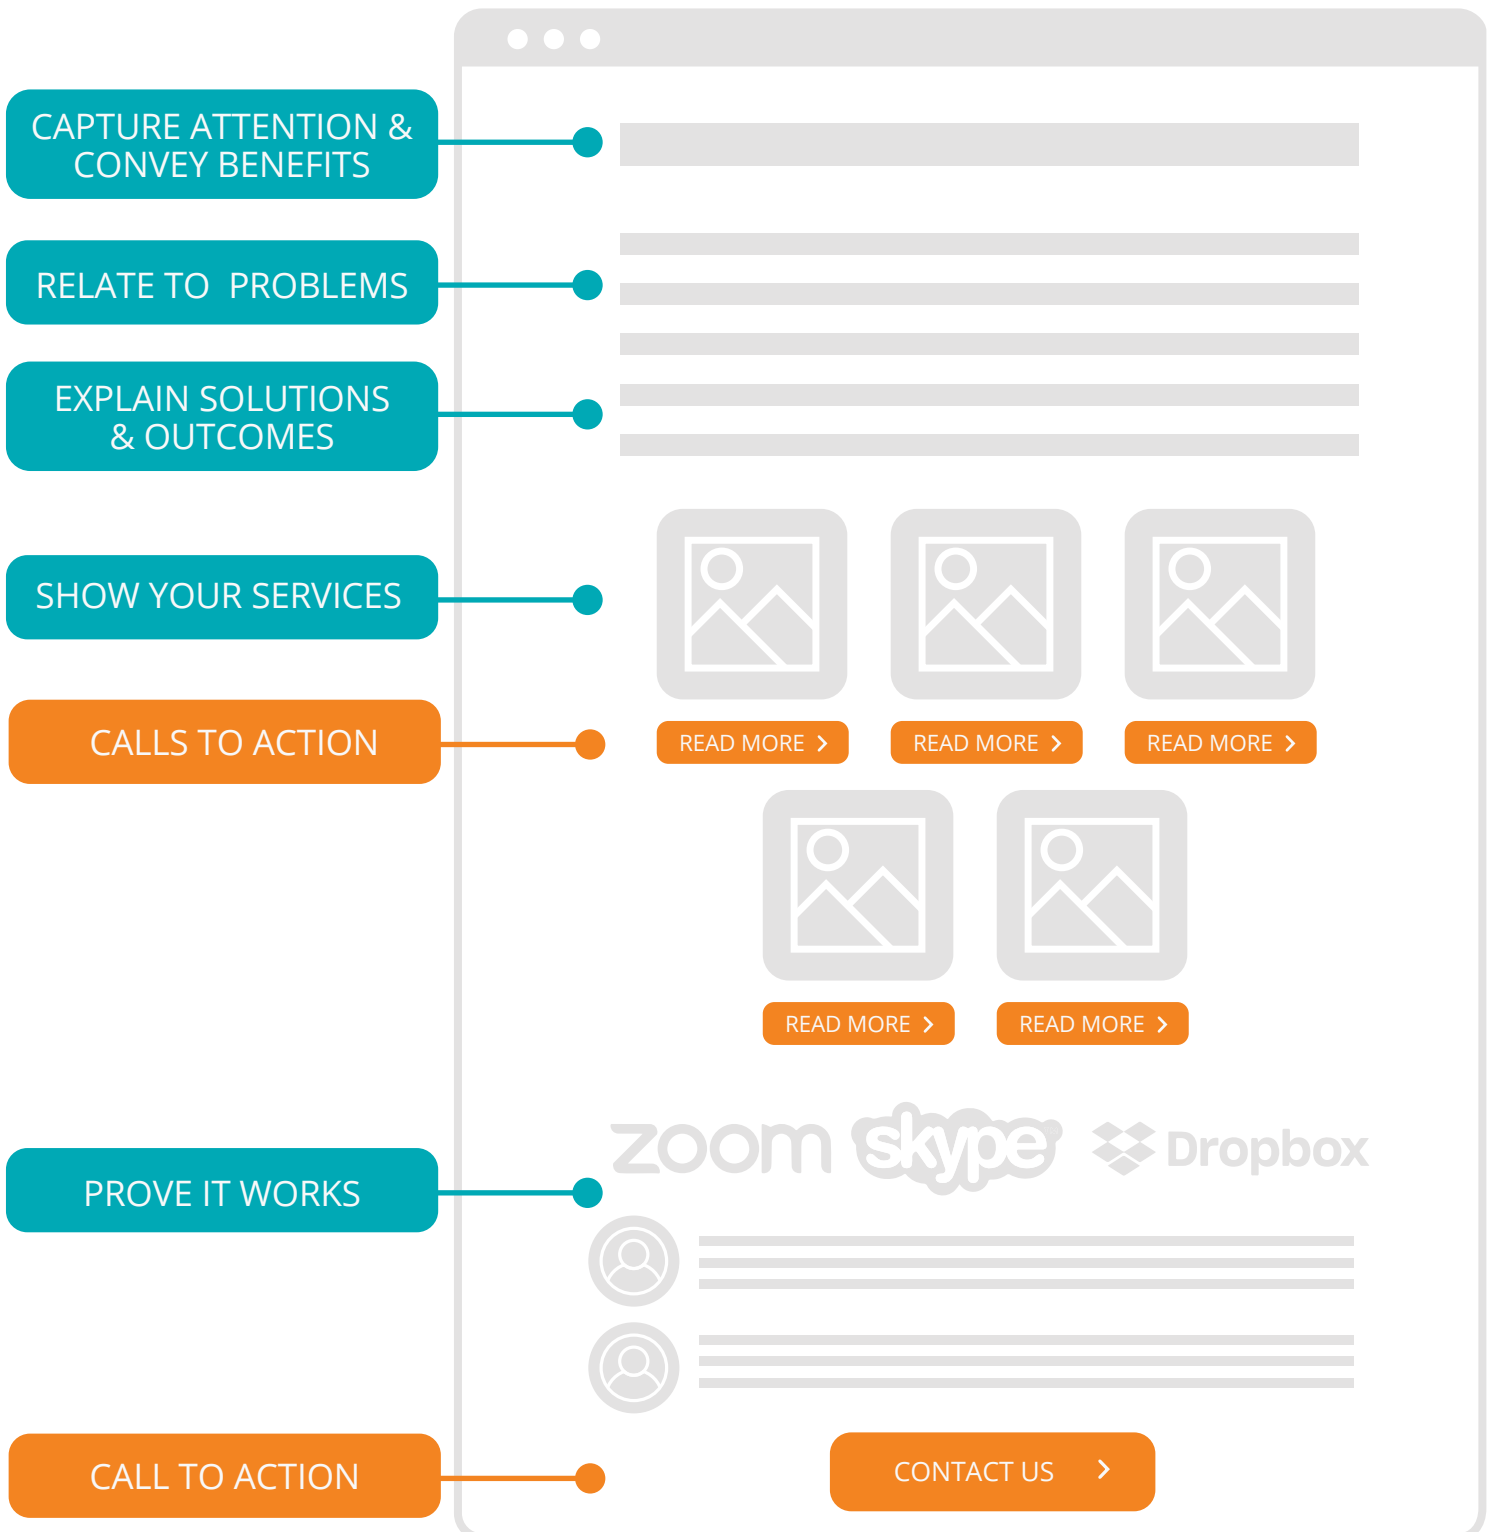 CAPTURE ATTENTION &
CONVEY BENEFITS
RELATE TO PROBLEMS
EXPLAIN SOLUTIONS
& OUTCOMES
SHOW YOUR SERVICES
CALLS TO ACTION
READ MORE
READ MORE
READ MORE
READ MORE
READ MORE
zoom
skype
Dropbox
PROVE IT WORKS
CALL TO ACTION
CONTACT US